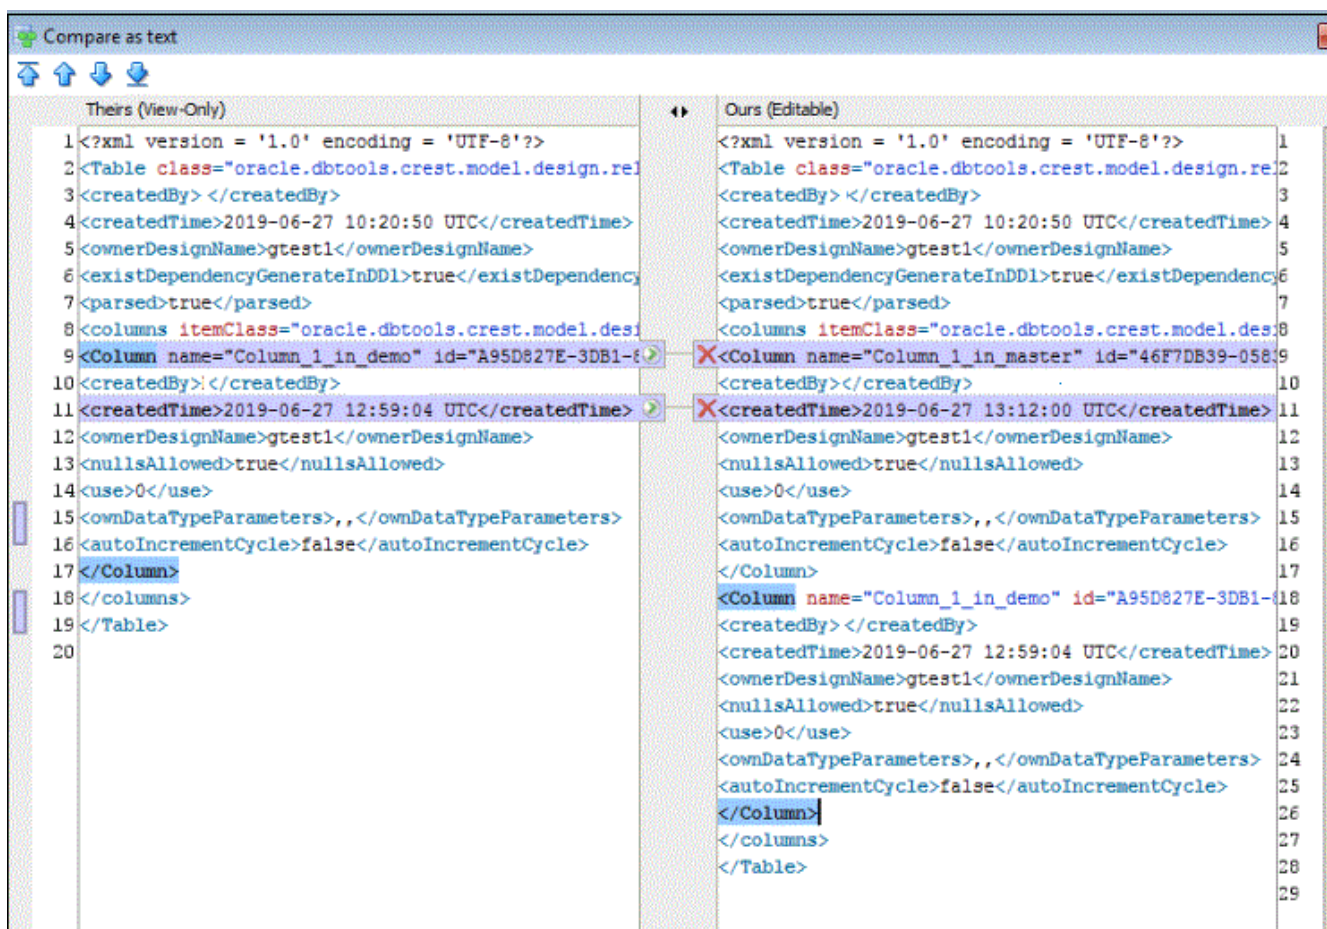 Compare as text
Theirs (View-Only)
1 <?xml version = '1.0' encoding = 'UTF-8'?>
2 <Table class="oracle.dbtools.crest.model.design.rel
3 <createdBy> </createdBy>
4 <createdTime>2019-06-27 10:20:50 UTC</createdTime>
5 <ownerDesignName>gtest1</ownerDesignName>
6 <existDependencyGenerateInDDl>true</existDependency
7 <parsed>true</parsed>
8 <columns itemClass="oracle.dbtools.crest.model.desi
9 <Column name="Column_1_in_demo" id="A95D827E-3DB1-8
10 <createdBy> </createdBy>
11 <createdTime>2019-06-27 12:59:04 UTC</createdTime>
12 <ownerDesignName>gtest1</ownerDesignName>
13 <nullsAllowed>true</nullsAllowed>
14 <use>0</use>
15 <ownDataTypeParameters>,,</ownDataTypeParameters>
16 <autoIncrementCycle>false</autoIncrementCycle>
17 </Column>
18 </columns>
19 </Table>
20
Ours (Editable)
<?xml version = '1.0' encoding = 'UTF-8'?> 1
<Table class="oracle.dbtools.crest.model.design.re 2
<createdBy> </createdBy> 3
<createdTime>2019-06-27 10:20:50 UTC</createdTime> 4
<ownerDesignName>gtest1</ownerDesignName> 5
<existDependencyGenerateInDDl>true</existDependency 6
<parsed>true</parsed> 7
<columns itemClass="oracle.dbtools.crest.model.des 8
<Column name="Column_1_in_master" id="46F7DB39-058 9
<createdBy></createdBy> 10
<createdTime>2019-06-27 13:12:00 UTC</createdTime> 11
<ownerDesignName>gtest1</ownerDesignName> 12
<nullsAllowed>true</nullsAllowed> 13
<use>0</use> 14
<ownDataTypeParameters>,,</ownDataTypeParameters> 15
<autoIncrementCycle>false</autoIncrementCycle> 16
</Column> 17
<Column name="Column_1_in_demo" id="A95D827E-3DB1- 18
<createdBy> </createdBy> 19
<createdTime>2019-06-27 12:59:04 UTC</createdTime> 20
<ownerDesignName>gtest1</ownerDesignName> 21
<nullsAllowed>true</nullsAllowed> 22
<use>0</use> 23
<ownDataTypeParameters>,,</ownDataTypeParameters> 24
<autoIncrementCycle>false</autoIncrementCycle> 25
</Column> 26
</columns> 27
</Table> 28
29